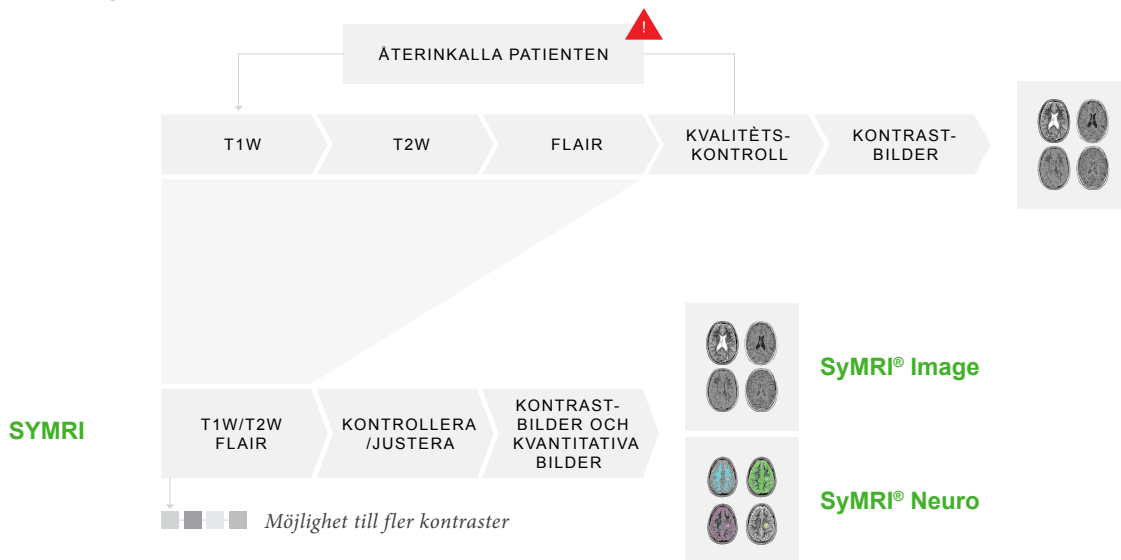 !
ÅTERINKALLA PATIENTEN
T1W
T2W
FLAIR
KVALITÈTS-
KONTROLL
KONTRAST-
BILDER
SyMRI® Image
SYMRI
T1W/T2W
FLAIR
KONTROLLERA
/JUSTERA
KONTRAST-
BILDER OCH
KVANTITATIVA
BILDER
SyMRI® Neuro
Möjlighet till fler kontraster